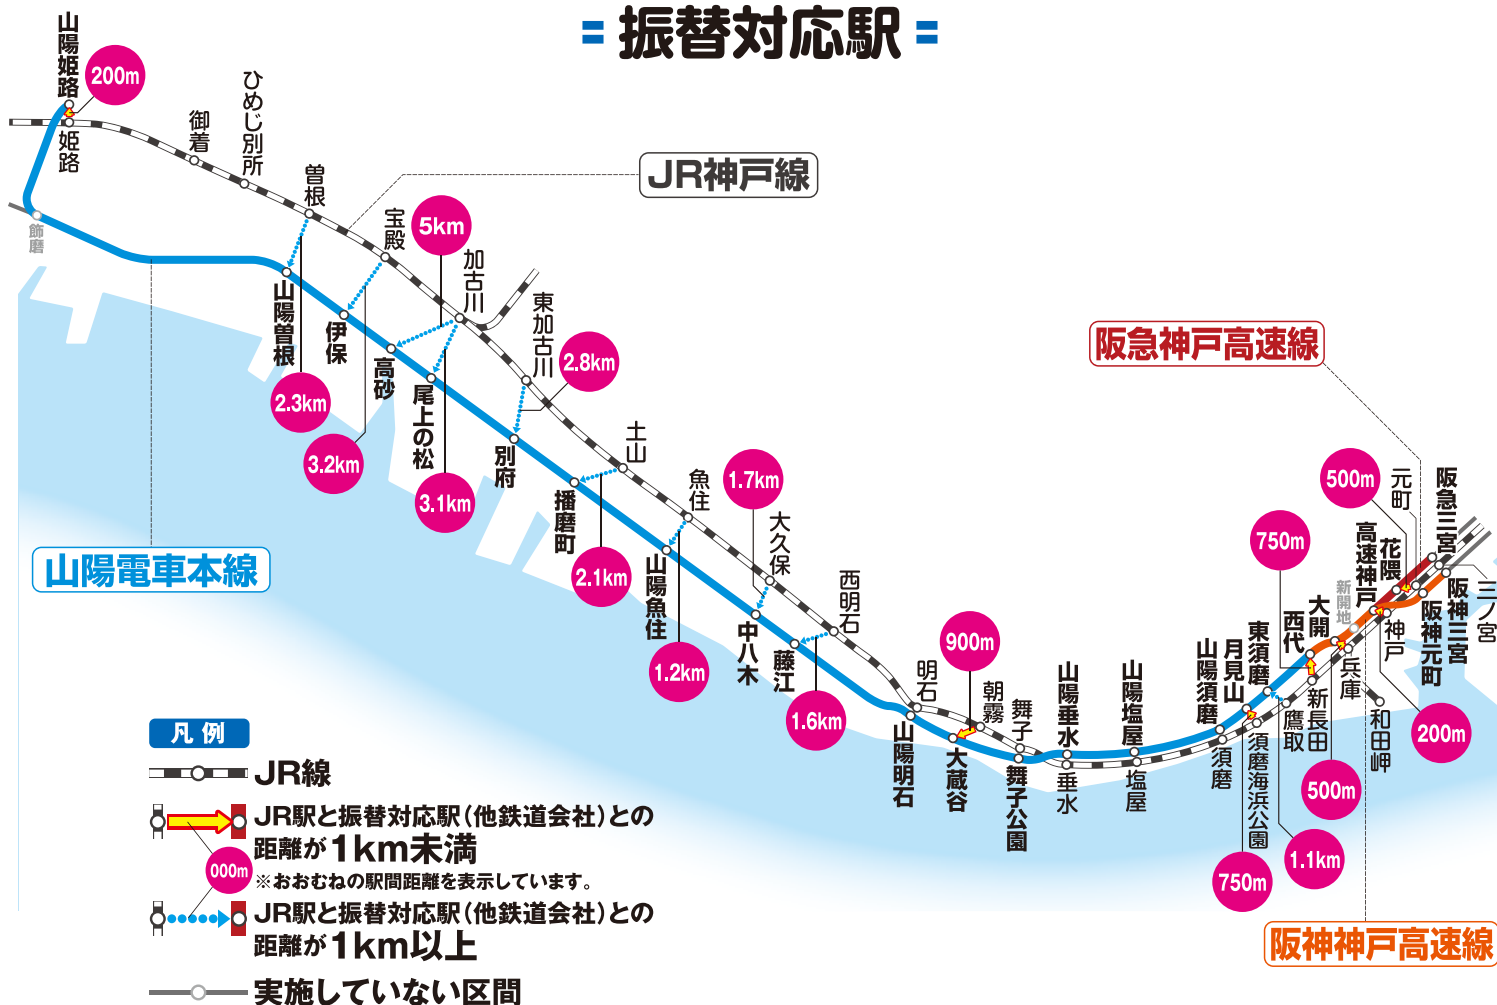 振替対応駅
山陽姫路
200m
姫路
御着
ひめじ別所
曽根
JR神戸線
宝殿
5km
加古川
東加古川
飾磨
山陽曽根
伊保
高砂
尾上の松
別府
2.8km
2.3km
3.2km
3.1km
土山
播磨町
2.1km
魚住
山陽魚住
1.2km
1.7km
大久保
中八木
西明石
藤江
1.6km
山陽電車本線
明石
山陽明石
900m
朝霧
大蔵谷
舞子
舞子公園
山陽垂水
垂水
山陽塩屋
塩屋
山陽須磨
須磨
月見山
須磨海浜公園
750m
東須磨
鷹取
1.1km
西代
新長田
750m
大開
兵庫
500m
和田岬
新開地
高速神戸
神戸
200m
花隈
元町
500m
阪神元町
阪急三宮
阪神三宮
三ノ宮
阪急神戸高速線
阪神神戸高速線
凡例
JR線
JR駅と振替対応駅(他鉄道会社)との
距離が1km未満
000m
※おおむねの駅間距離を表示しています。
JR駅と振替対応駅(他鉄道会社)との
距離が1km以上
実施していない区間